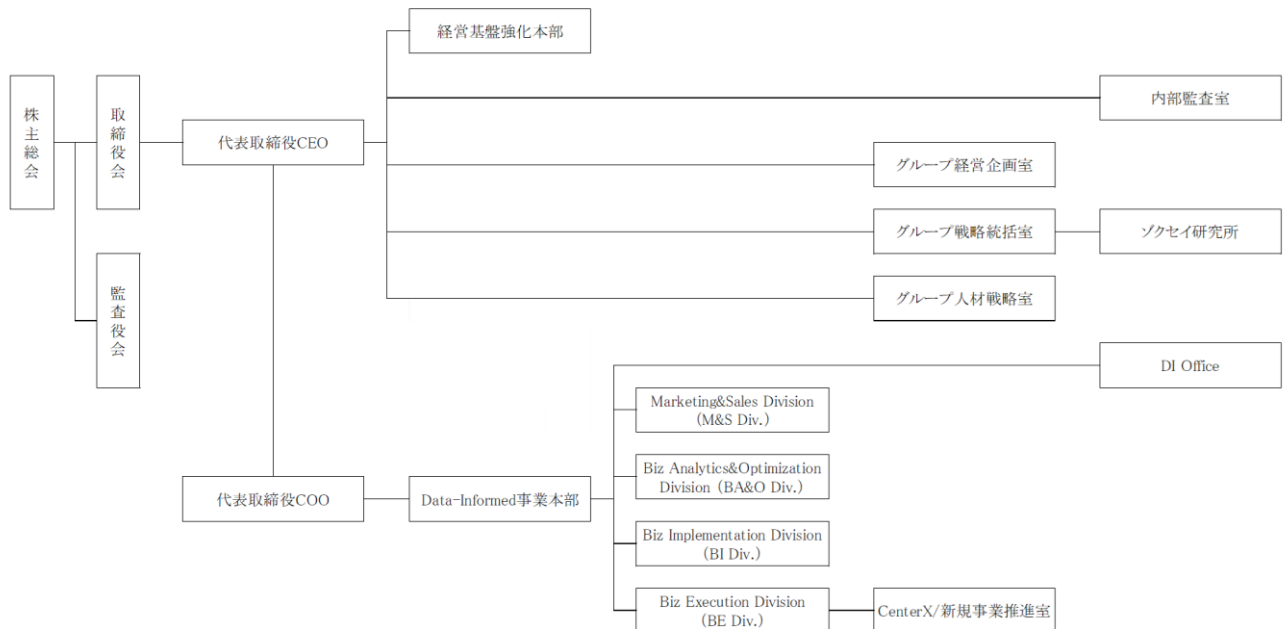 経営基盤強化本部
株主総会
取締役会
内部監査室
代表取締役CEO
グループ経営企画室
グループ戦略統括室
ゾクセイ研究所
監査役会
グループ人材戦略室
DI Office
Marketing&Sales Division
(M&S Div.)
Biz Analytics&Optimization
Division (BA&O Div.)
代表取締役COO
Data-Informed事業本部
Biz Implementation Division
(BI Div.)
Biz Execution Division
(BE Div.)
CenterX/新規事業推進室